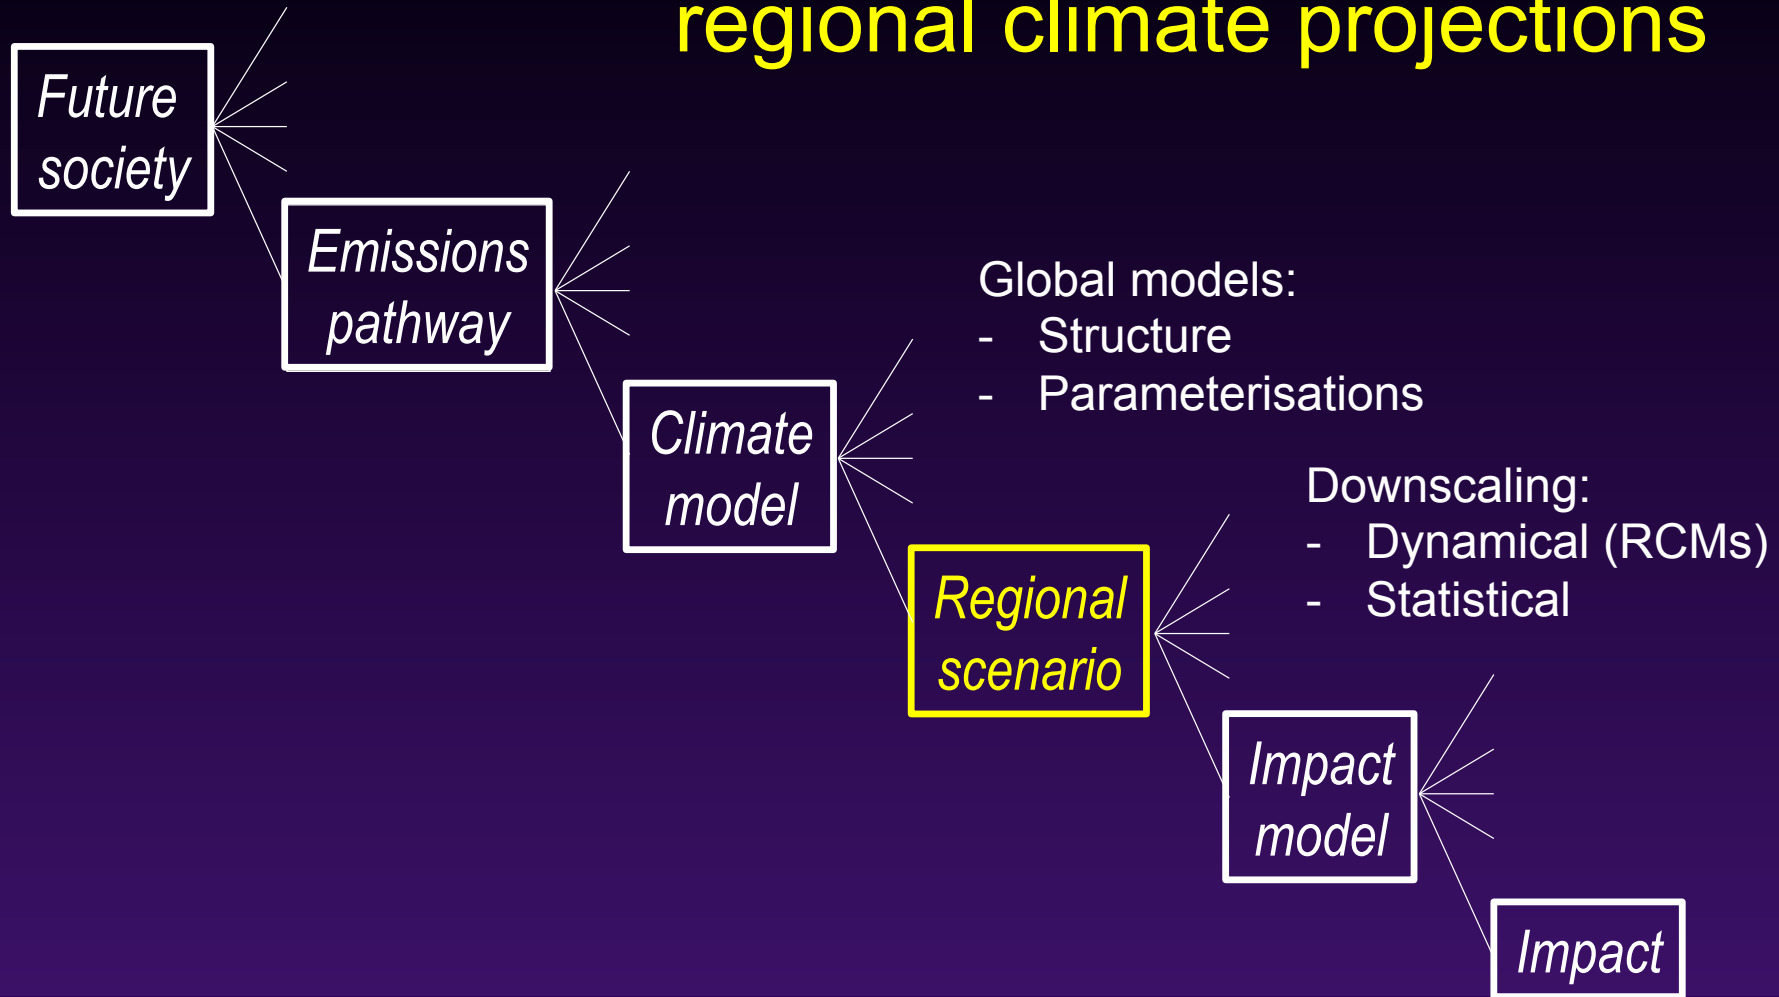 regional climate projections
Future
society
Emissions
pathway
Global models:
- Structure
- Parameterisations
Climate
model
Downscaling:
- Dynamical (RCMs)
- Statistical
Regional
scenario
Impact
model
Impact